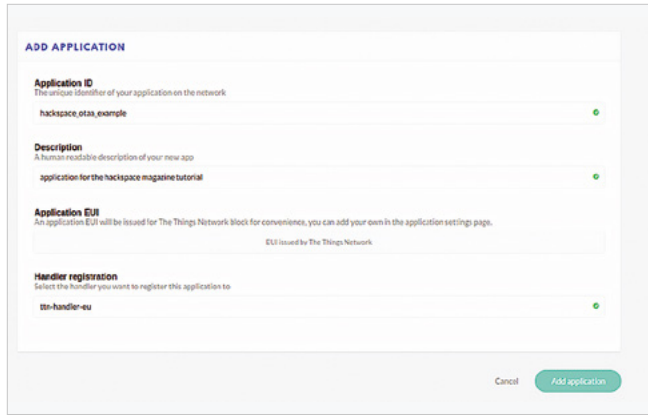 ADD APPLICATION
Application ID
The unique identifier of your application on the network
hackspace_otaa_example
Description
A human readable description of your new app
application for the hackspace magazine tutorial
Application EUI
An application EUI will be issued for The Things Network block for convenience, you can add your own in the application settings page.
EUI issued by The Things Network
Handler registration
Select the handler you want to register this application to
ttn-handler-eu
Cancel Add application